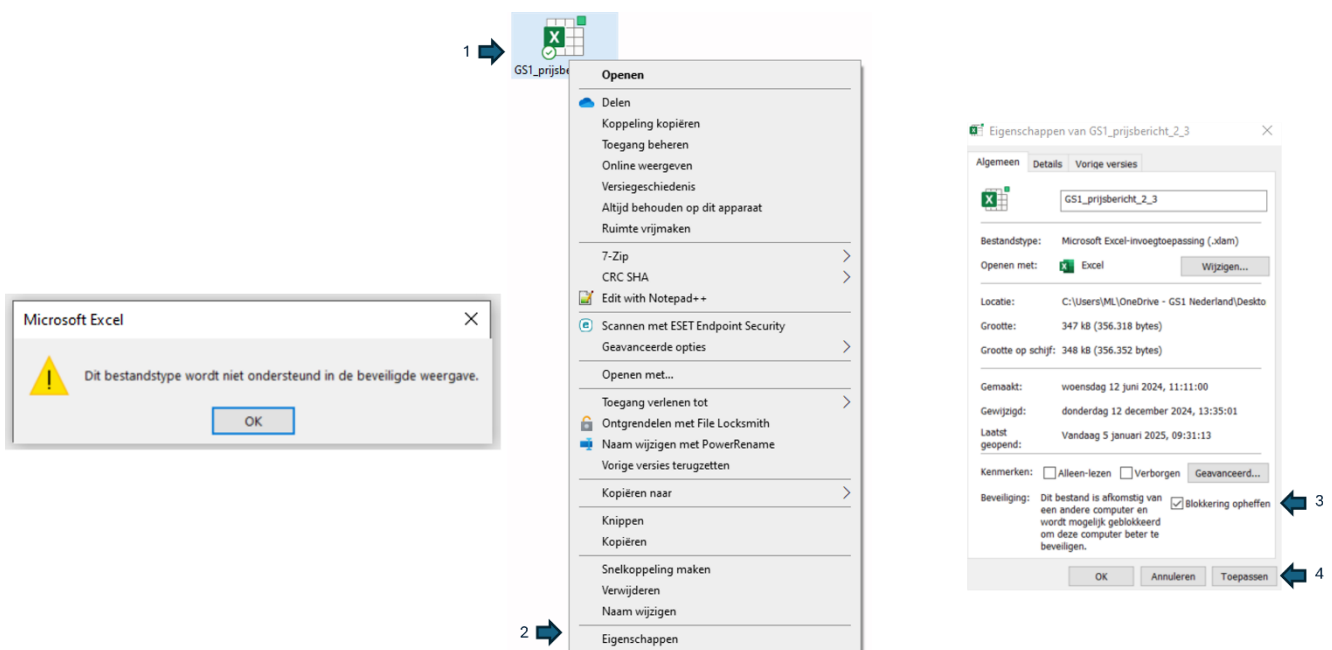 Microsoft Excel
Dit bestandstype wordt niet ondersteund in de beveiligde weergave.
OK
1
GS1_prijsbe
Openen
Delen
Koppeling kopiëren
Toegang beheren
Online weergeven
Versiegeschiedenis
Altijd behouden op dit apparaat
Ruimte vrijmaken
7-Zip
CRC SHA
Edit with Notepad++
Scannen met ESET Endpoint Security
Geavanceerde opties
Openen met...
Toegang verlenen tot
Ontgrendelen met File Locksmith
Naam wijzigen met PowerRename
Vorige versies terugzetten
Kopiëren naar
Knippen
Kopiëren
Snelkoppeling maken
Verwijderen
Naam wijzigen
2
Eigenschappen
Eigenschappen van GS1_prijsbericht_2_3
Algemeen Details Vorige versies
GS1_prijsbericht_2_3
Bestandstype: Microsoft Excel-invoegtoepassing (.xlam)
Openen met: Excel Wijzigen...
Locatie: C:\Users\ML\OneDrive - GS1 Nederland\Deskto
Grootte: 347 kB (356.318 bytes)
Grootte op schijf: 348 kB (356.352 bytes)
Gemaakt: woensdag 12 juni 2024, 11:11:00
Gewijzigd: donderdag 12 december 2024, 13:35:01
Laatst
geopend: Vandaag 5 januari 2025, 09:31:13
Kenmerken: Alleen-lezen Verborgen Geavanceerd...
Beveiliging: Dit bestand is afkomstig van
een andere computer en
wordt mogelijk geblokkeerd
om deze computer beter te
beveiligen.
Blokkering opheffen 3
OK Annuleren Toepassen 4